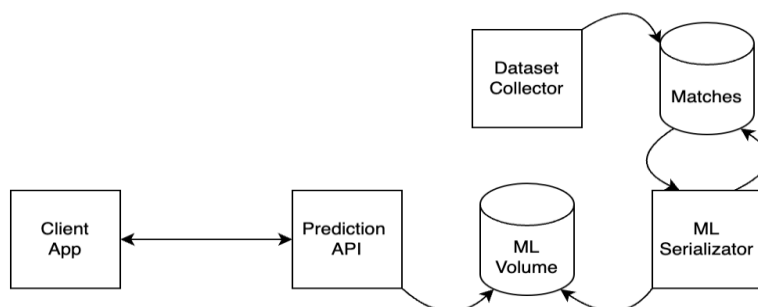 Dataset
Collector
Matches
Client
App
Prediction
API
ML
Volume
ML
Serializator